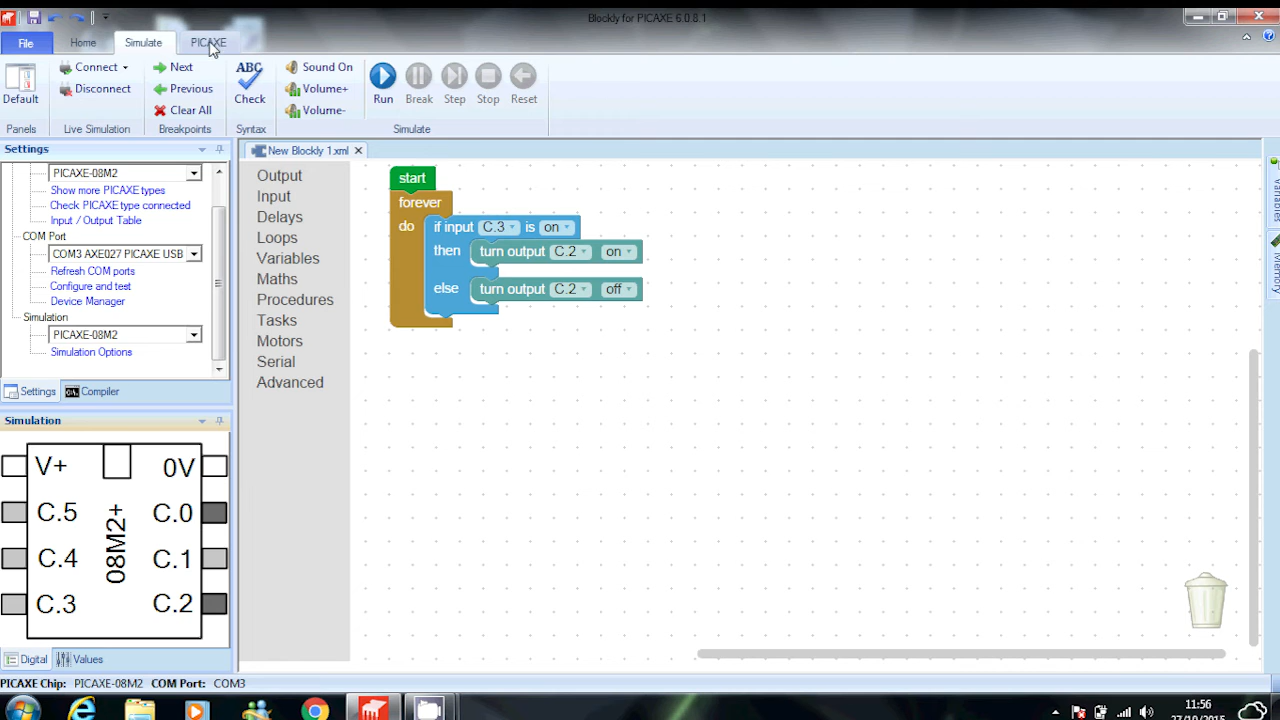 Blockly for PICAXE 6.0.8.1
File
Home
Simulate
PICAXE
Default
Panels
Connect
Disconnect
Live Simulation
Next
Previous
Clear All
Breakpoints
ABC
Check
Syntax
Sound On
Volume+
Volume-
Run
Break
Step
Stop
Reset
Simulate
Settings
PICAXE-08M2
Show more PICAXE types
Check PICAXE type connected
Input / Output Table
COM Port
COM3 AXE027 PICAXE USB
Refresh COM ports
Configure and test
Device Manager
Simulation
PICAXE-08M2
Simulation Options
Settings
Compiler
Simulation
V+
0V
C.5
C.0
C.4
C.1
C.3
C.2
08M2+
Digital
Values
New Blockly 1.xml
Output
Input
Delays
Loops
Variables
Maths
Procedures
Tasks
Motors
Serial
Advanced
start
forever
do
if input C.3 is on
then turn output C.2 on
else turn output C.2 off
Variables
Memory
PICAXE Chip: PICAXE-08M2 COM Port: COM3
11:56
27/10/2015